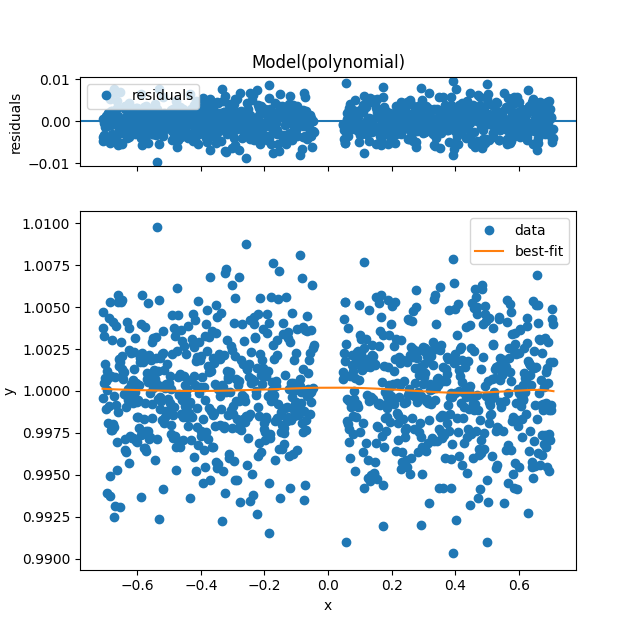 Model(polynomial)
0.01
0.00
−0.01
residuals
residuals
1.0100
1.0075
1.0050
1.0025
1.0000
0.9975
0.9950
0.9925
0.9900
y
data
best-fit
−0.6 −0.4 −0.2 0.0 0.2 0.4 0.6
x